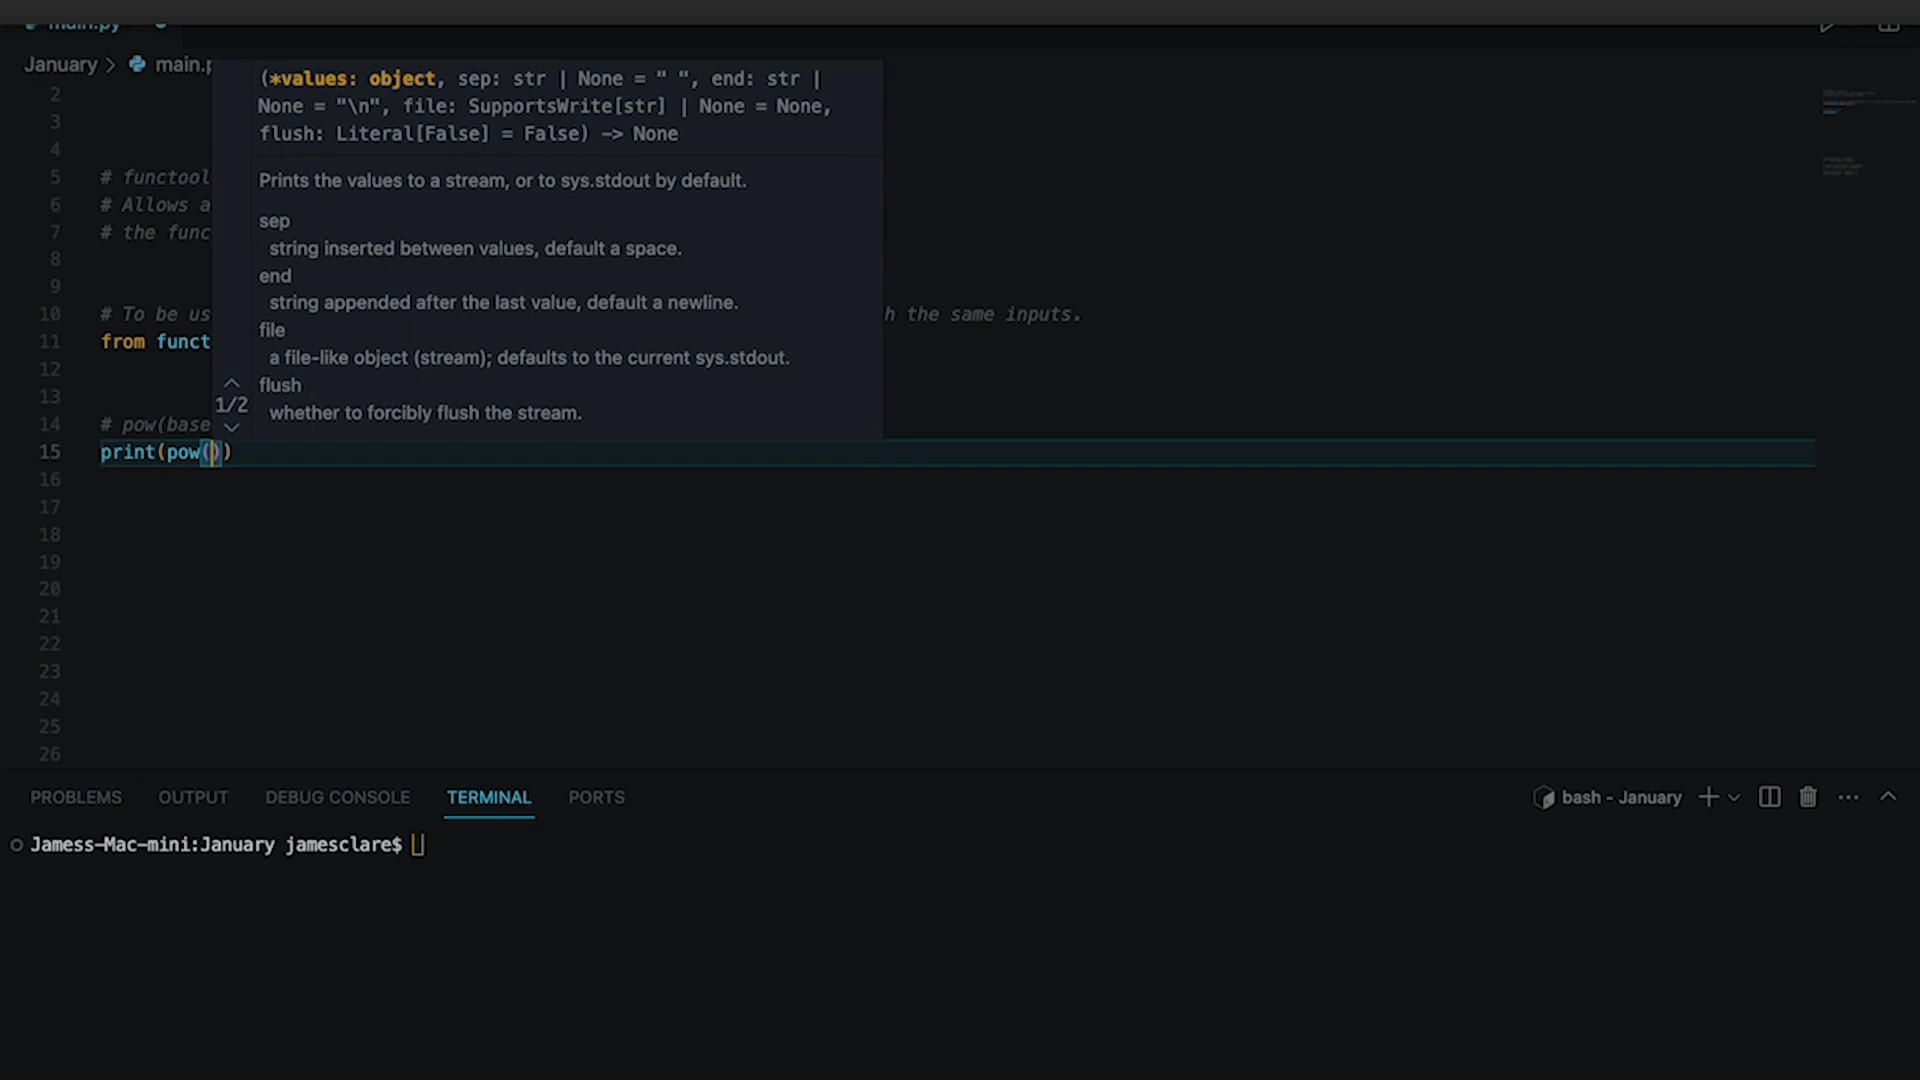 main.py
January > main.p
(*values: object, sep: str | None = " ", end: str |
None = "\n", file: SupportsWrite[str] | None = None,
flush: Literal[False] = False) -> None
Prints the values to a stream, or to sys.stdout by default.
sep
string inserted between values, default a space.
end
string appended after the last value, default a newline.
file
a file-like object (stream); defaults to the current sys.stdout.
flush
whether to forcibly flush the stream.
1/2
2
3
4
5 # functool
6 # Allows a
7 # the func
8
9
10 # To be us h the same inputs.
11 from funct
12
13
14 # pow(base
15 print(pow())
16
17
18
19
20
21
22
23
24
25
26
PROBLEMS OUTPUT DEBUG CONSOLE TERMINAL PORTS bash - January
Jamess-Mac-mini:January jamesclare$